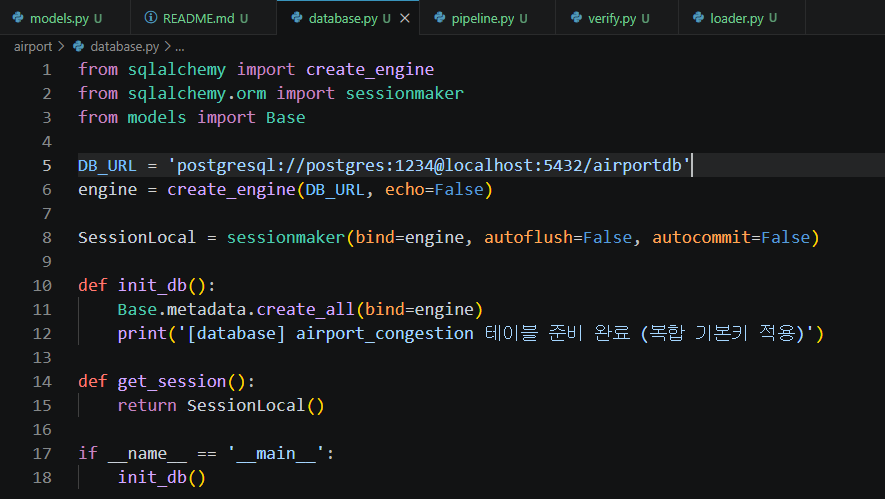 models.py U README.md U database.py U pipeline.py U verify.py U loader.py U
airport > database.py > ...
1 from sqlalchemy import create_engine
2 from sqlalchemy.orm import sessionmaker
3 from models import Base
4
5 DB_URL = 'postgresql://postgres:1234@localhost:5432/airportdb'
6 engine = create_engine(DB_URL, echo=False)
7
8 SessionLocal = sessionmaker(bind=engine, autoflush=False, autocommit=False)
9
10 def init_db():
11     Base.metadata.create_all(bind=engine)
12     print('[database] airport_congestion 테이블 준비 완료 (복합 기본키 적용)')
13
14 def get_session():
15     return SessionLocal()
16
17 if __name__ == '__main__':
18     init_db()